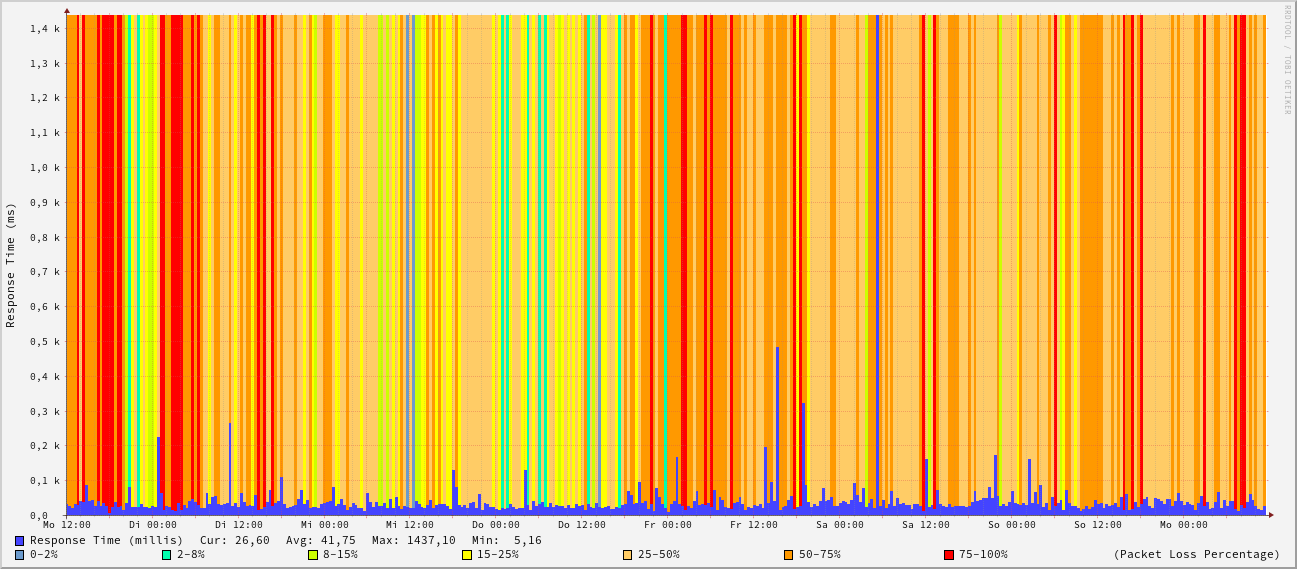 RRDTOOL / TOBI OETIKER
Response Time (ms)
1,4 k
1,3 k
1,2 k
1,1 k
1,0 k
0,9 k
0,8 k
0,7 k
0,6 k
0,5 k
0,4 k
0,3 k
0,2 k
0,1 k
0,0
Mo 12:00 Di 00:00 Di 12:00 Mi 00:00 Mi 12:00 Do 00:00 Do 12:00 Fr 00:00 Fr 12:00 Sa 00:00 Sa 12:00 So 00:00 So 12:00 Mo 00:00
Response Time (millis) Cur: 26,60 Avg: 41,75 Max: 1437,10 Min: 5,16
0-2% 2-8% 8-15% 15-25% 25-50% 50-75% 75-100% (Packet Loss Percentage)